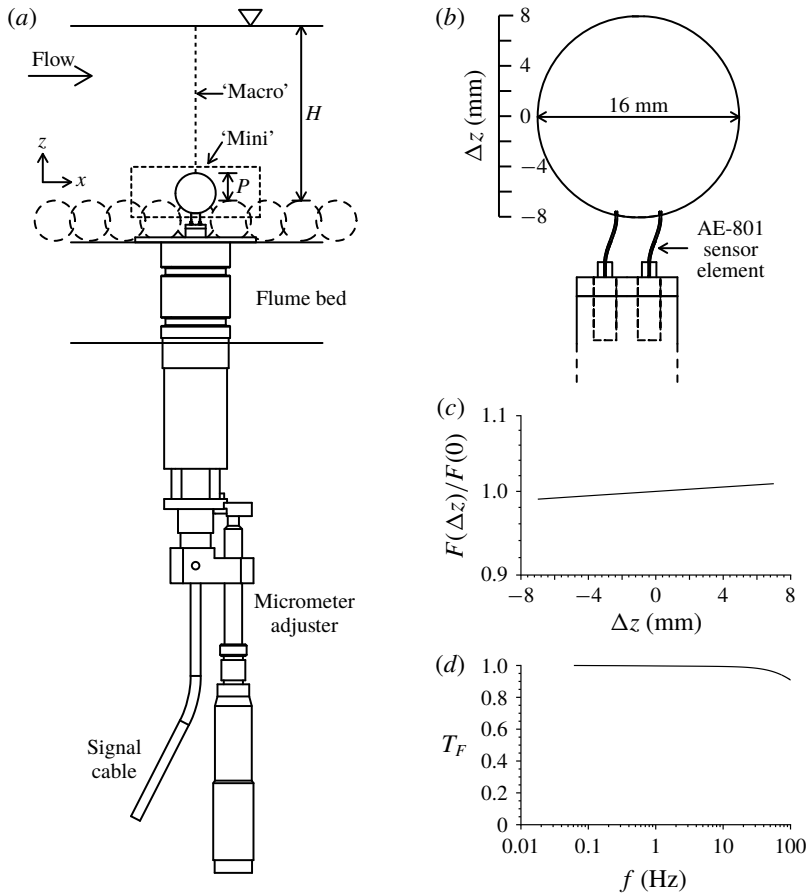 (a)
Flow
‘Macro’
H
‘Mini’
z
x
P
Flume bed
Micrometer
adjuster
Signal
cable
(b)
8
4
0
−4
−8
Δz (mm)
16 mm
AE-801
sensor
element
(c)
1.1
1.0
0.9
F(Δz)/F(0)
−8 −4 0 4 8
Δz (mm)
(d)
1.0
0.8
0.6
0.4
0.2
0
T_F
0.01 0.1 1 10 100
f (Hz)